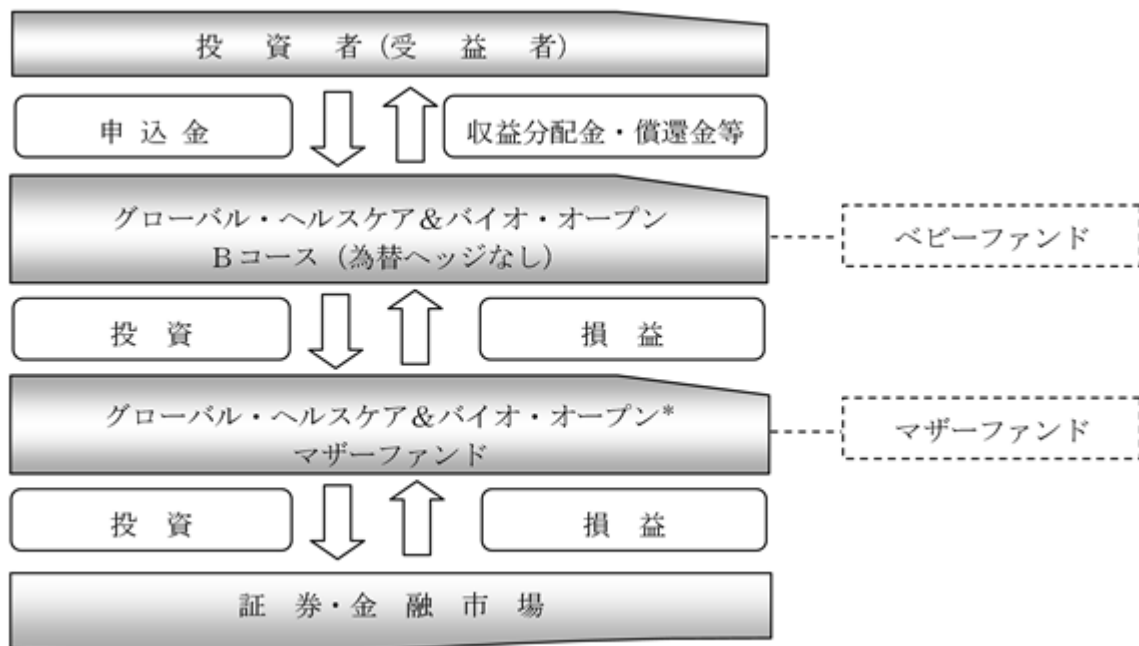 投資者(受益者)
申込金
収益分配金・償還金等
グローバル・ヘルスケア&バイオ・オープン
Bコース(為替ヘッジなし)
ベビーファンド
投資
損益
グローバル・ヘルスケア&バイオ・オープン*
マザーファンド
マザーファンド
投資
損益
証券・金融市場